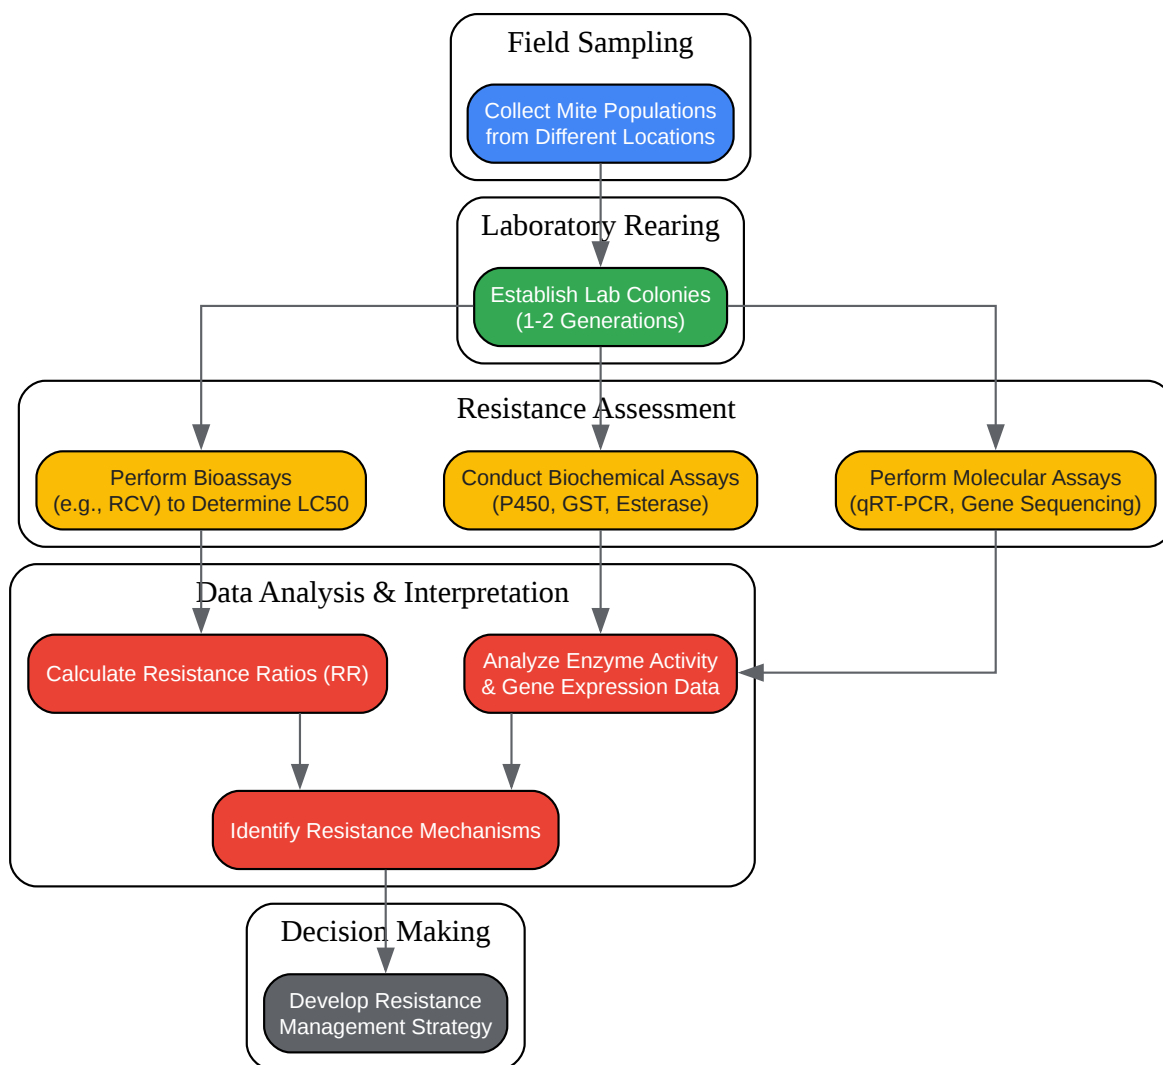 Field Sampling
Collect Mite Populations
from Different Locations
Laboratory Rearing
Establish Lab Colonies
(1-2 Generations)
Resistance Assessment
Perform Bioassays
(e.g., RCV) to Determine LC50
Conduct Biochemical Assays
(P450, GST, Esterase)
Perform Molecular Assays
(qRT-PCR, Gene Sequencing)
Data Analysis & Interpretation
Calculate Resistance Ratios (RR)
Analyze Enzyme Activity
& Gene Expression Data
Identify Resistance Mechanisms
Decision Making
Develop Resistance
Management Strategy